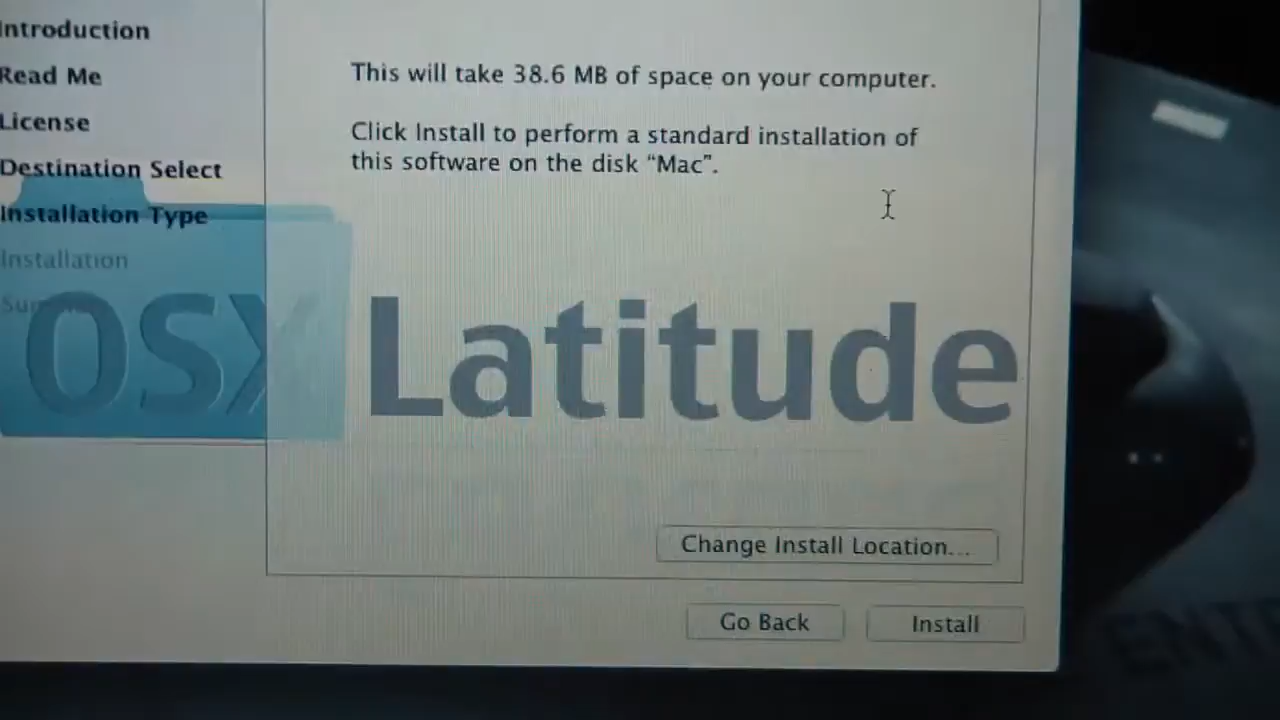 Introduction
Read Me
License
Destination Select
Installation Type
Installation
This will take 38.6 MB of space on your computer.
Click Install to perform a standard installation of
this software on the disk “Mac”.
OSX Latitude
Change Install Location...
Go Back
Install